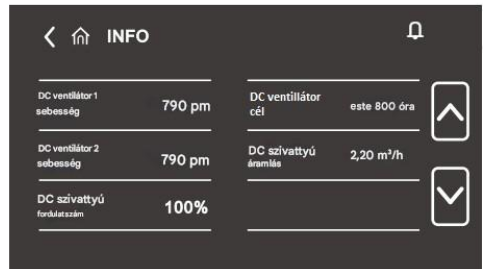 INFO
DC ventilátor 1
sebesség
790 pm
DC ventillátor
cél
este 800 óra
DC ventilátor 2
sebesség
790 pm
DC szivattyú
áramlás
2,20 m³/h
DC szivattyú
fordulatszám
100%